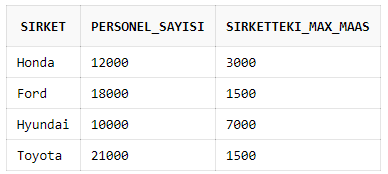 SIRKET PERSONEL_SAYISI SIRKETTEKI_MAX_MAAS
Honda 12000 3000
Ford 18000 1500
Hyundai 10000 7000
Toyota 21000 1500